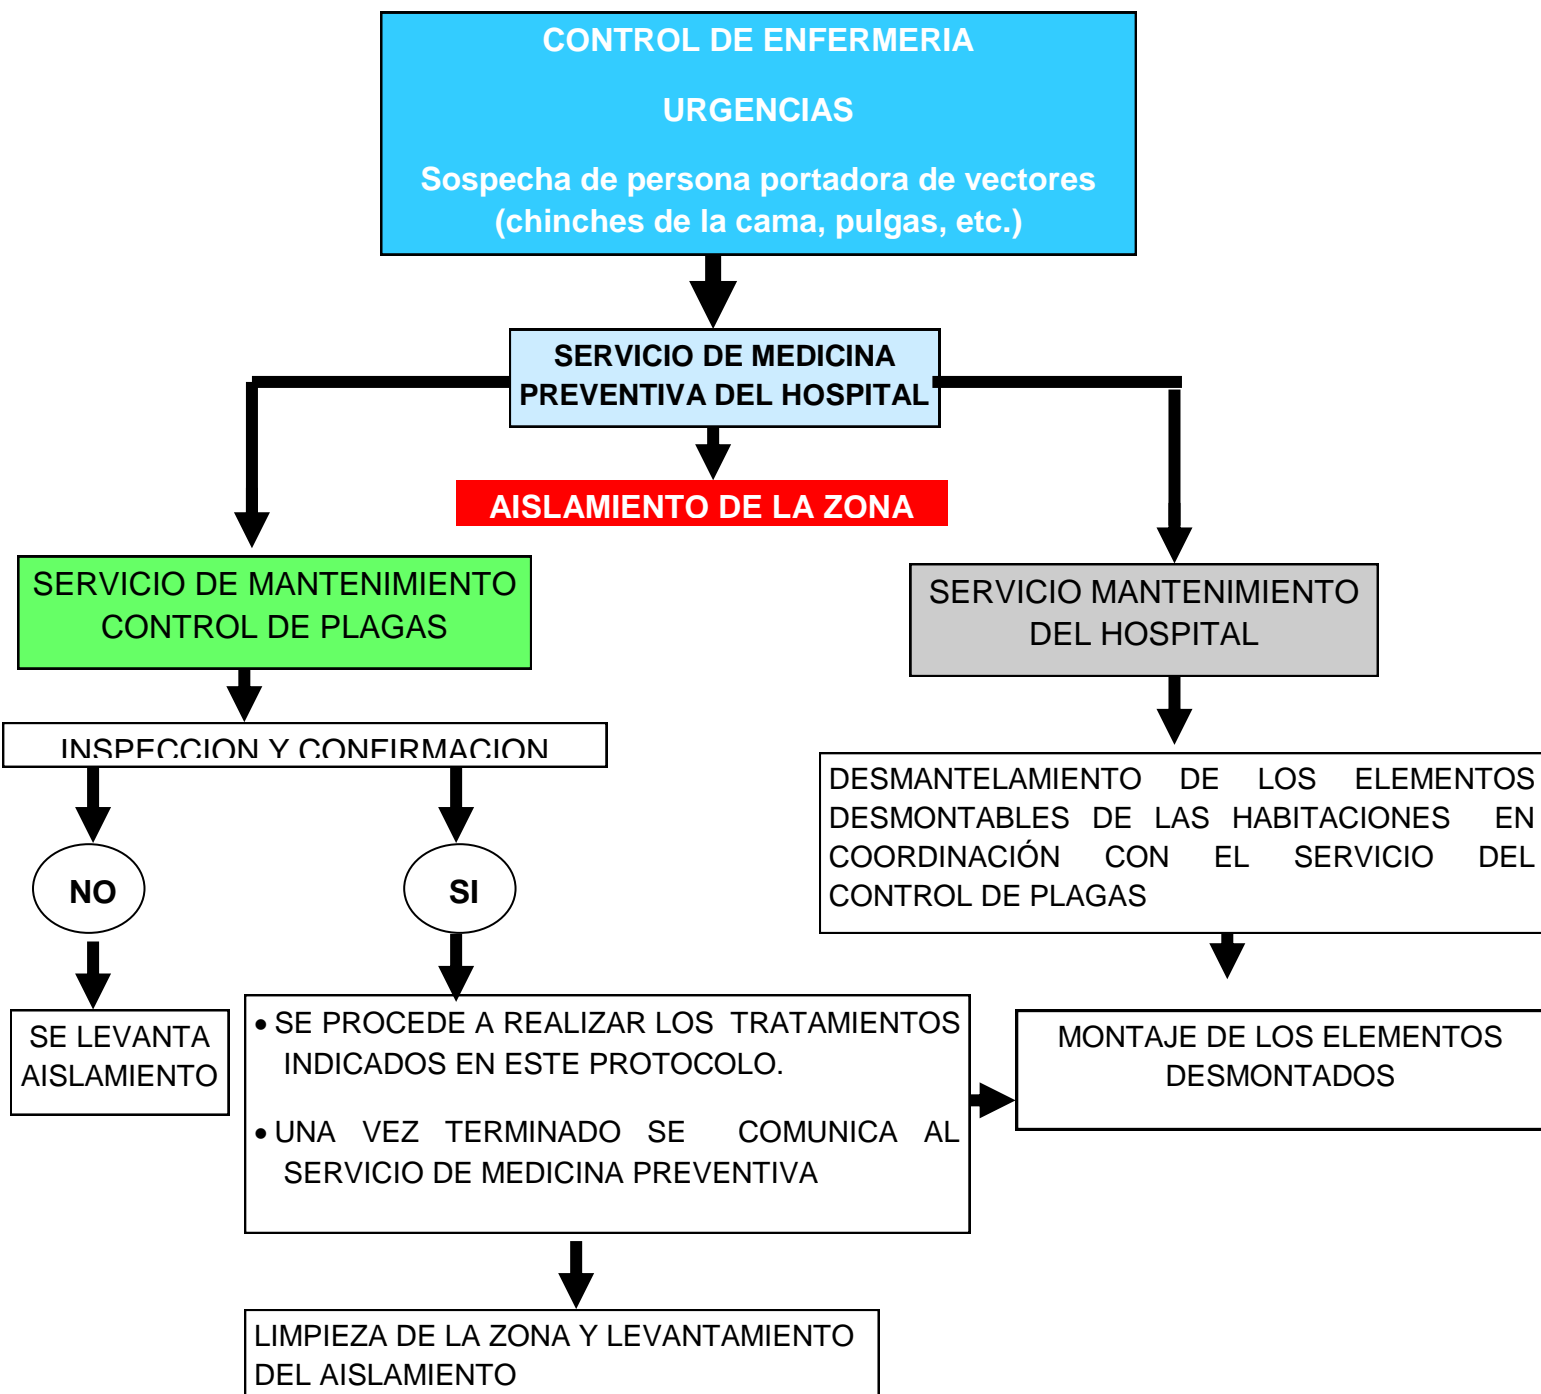 CONTROL DE ENFERMERIA
URGENCIAS
Sospecha de persona portadora de vectores
(chinches de la cama, pulgas, etc.)
SERVICIO DE MEDICINA
PREVENTIVA DEL HOSPITAL
AISLAMIENTO DE LA ZONA
SERVICIO DE MANTENIMIENTO
CONTROL DE PLAGAS
SERVICIO MANTENIMIENTO
DEL HOSPITAL
INSPECCION Y CONFIRMACION
DESMANTELAMIENTO DE LOS ELEMENTOS
DESMONTABLES DE LAS HABITACIONES EN
COORDINACIÓN CON EL SERVICIO DEL
CONTROL DE PLAGAS
NO
SI
SE LEVANTA
AISLAMIENTO
• SE PROCEDE A REALIZAR LOS TRATAMIENTOS
INDICADOS EN ESTE PROTOCOLO.
• UNA VEZ TERMINADO SE COMUNICA AL
SERVICIO DE MEDICINA PREVENTIVA
MONTAJE DE LOS ELEMENTOS
DESMONTADOS
LIMPIEZA DE LA ZONA Y LEVANTAMIENTO
DEL AISLAMIENTO